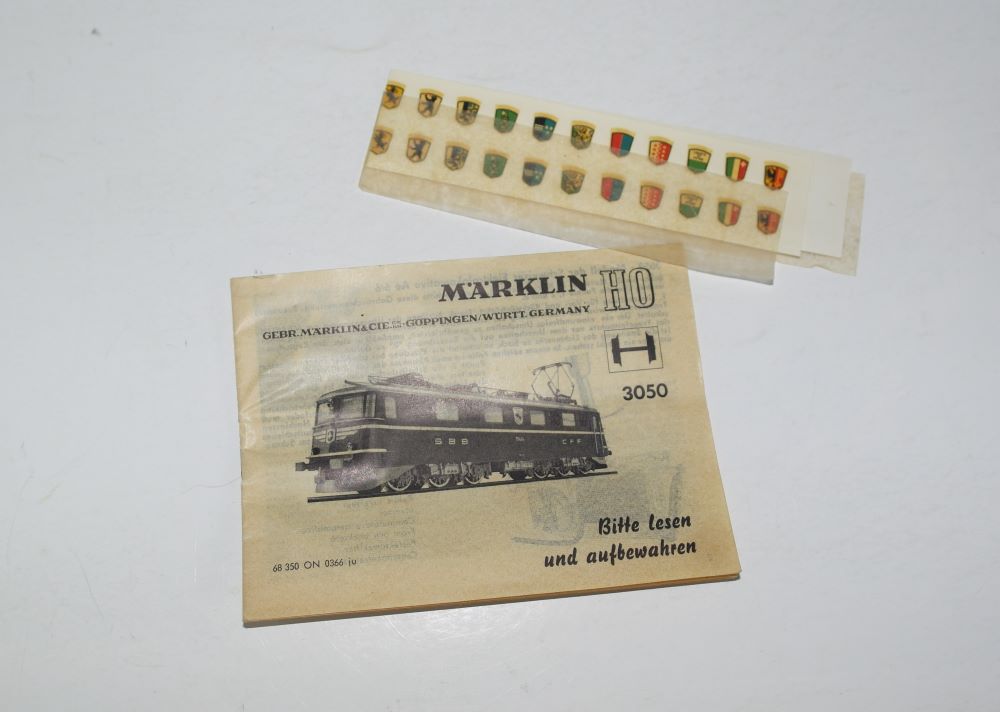 MÄRKLIN HO
GEBR. MÄRKLIN & CIE. GÖPPINGEN/WÜRTT. GERMANY
3050
SBB CFF
Bitte lesen
und aufbewahren
68 350 ON 0366 ju